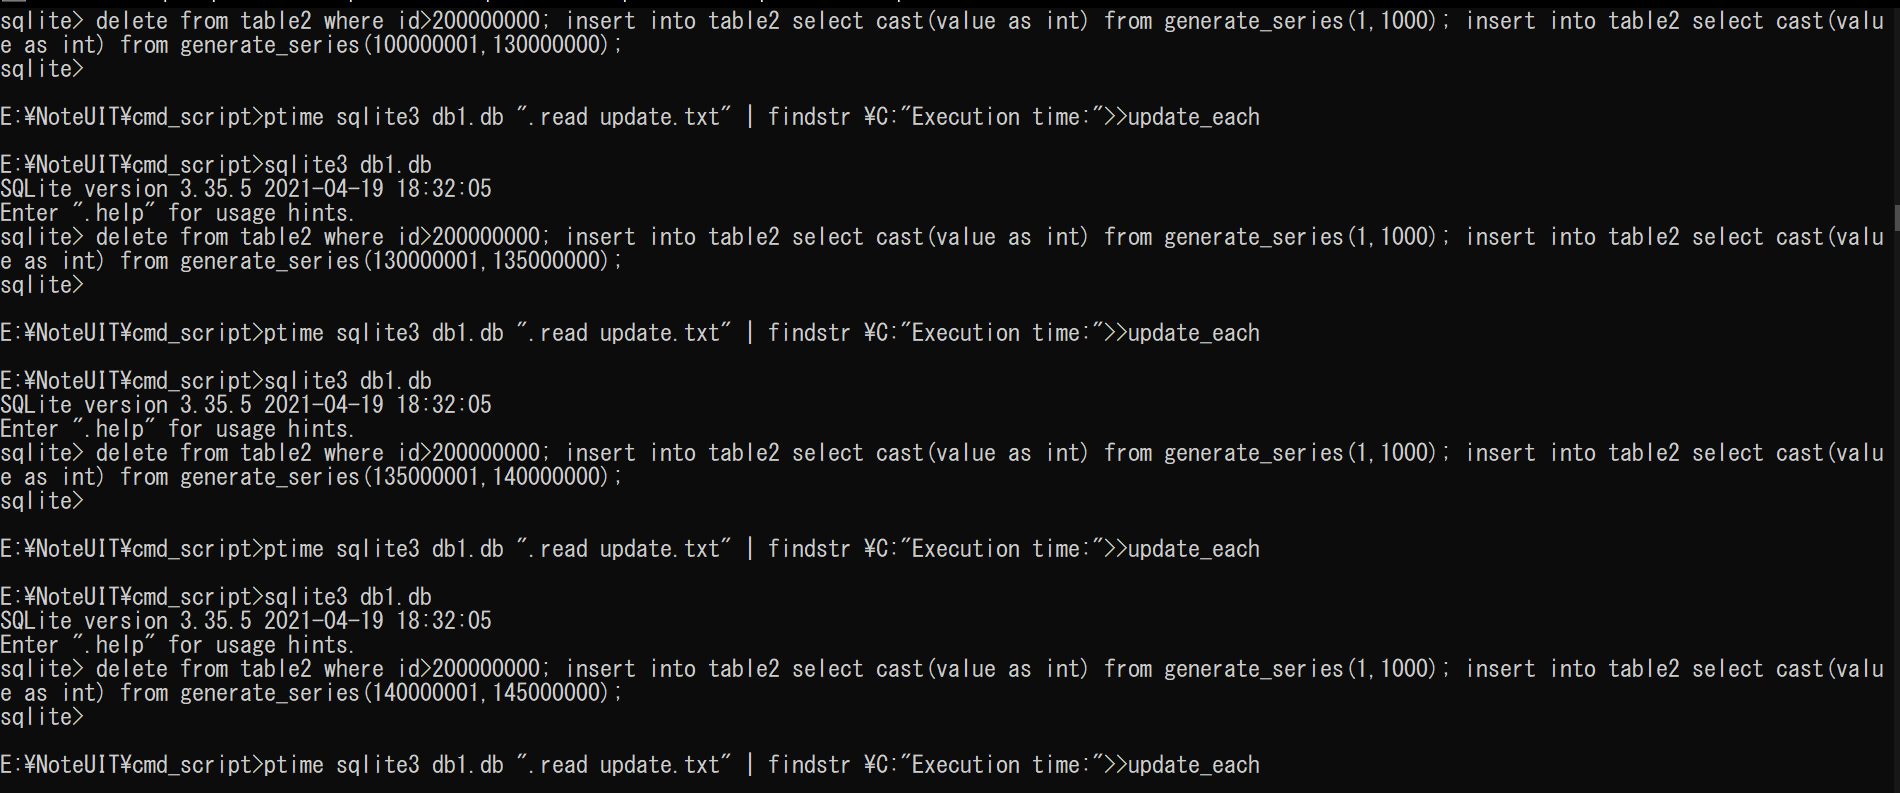 sqlite> delete from table2 where id>200000000; insert into table2 select cast(value as int) from generate_series(1,1000); insert into table2 select cast(valu
e as int) from generate_series(100000001,130000000);
sqlite>
E:¥NoteUIT¥cmd_script>ptime sqlite3 db1.db ".read update.txt" | findstr ¥C:"Execution time:">>update_each
E:¥NoteUIT¥cmd_script>sqlite3 db1.db
SQLite version 3.35.5 2021-04-19 18:32:05
Enter ".help" for usage hints.
sqlite> delete from table2 where id>200000000; insert into table2 select cast(value as int) from generate_series(1,1000); insert into table2 select cast(valu
e as int) from generate_series(130000001,135000000);
sqlite>
E:¥NoteUIT¥cmd_script>ptime sqlite3 db1.db ".read update.txt" | findstr ¥C:"Execution time:">>update_each
E:¥NoteUIT¥cmd_script>sqlite3 db1.db
SQLite version 3.35.5 2021-04-19 18:32:05
Enter ".help" for usage hints.
sqlite> delete from table2 where id>200000000; insert into table2 select cast(value as int) from generate_series(1,1000); insert into table2 select cast(valu
e as int) from generate_series(135000001,140000000);
sqlite>
E:¥NoteUIT¥cmd_script>ptime sqlite3 db1.db ".read update.txt" | findstr ¥C:"Execution time:">>update_each
E:¥NoteUIT¥cmd_script>sqlite3 db1.db
SQLite version 3.35.5 2021-04-19 18:32:05
Enter ".help" for usage hints.
sqlite> delete from table2 where id>200000000; insert into table2 select cast(value as int) from generate_series(1,1000); insert into table2 select cast(valu
e as int) from generate_series(140000001,145000000);
sqlite>
E:¥NoteUIT¥cmd_script>ptime sqlite3 db1.db ".read update.txt" | findstr ¥C:"Execution time:">>update_each